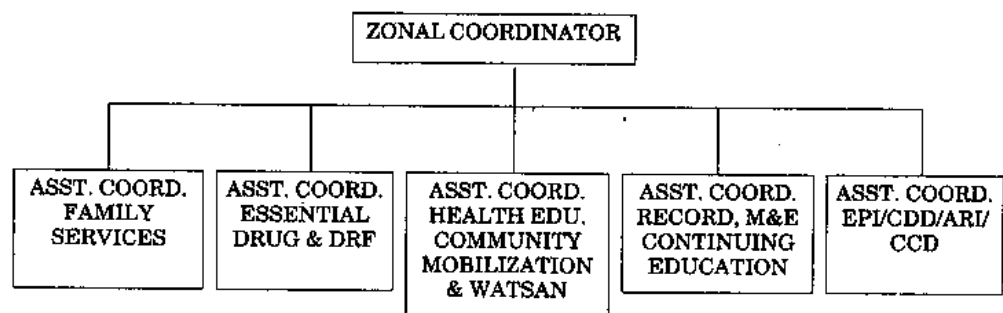 ZONAL COORDINATOR
ASST. COORD.
FAMILY
SERVICES
ASST. COORD.
ESSENTIAL
DRUG & DRF
ASST. COORD.
HEALTH EDU.
COMMUNITY
MOBILIZATION
& WATSAN
ASST. COORD.
RECORD, M&E
CONTINUING
EDUCATION
ASST. COORD.
EPI/CDD/ARI/
CCD